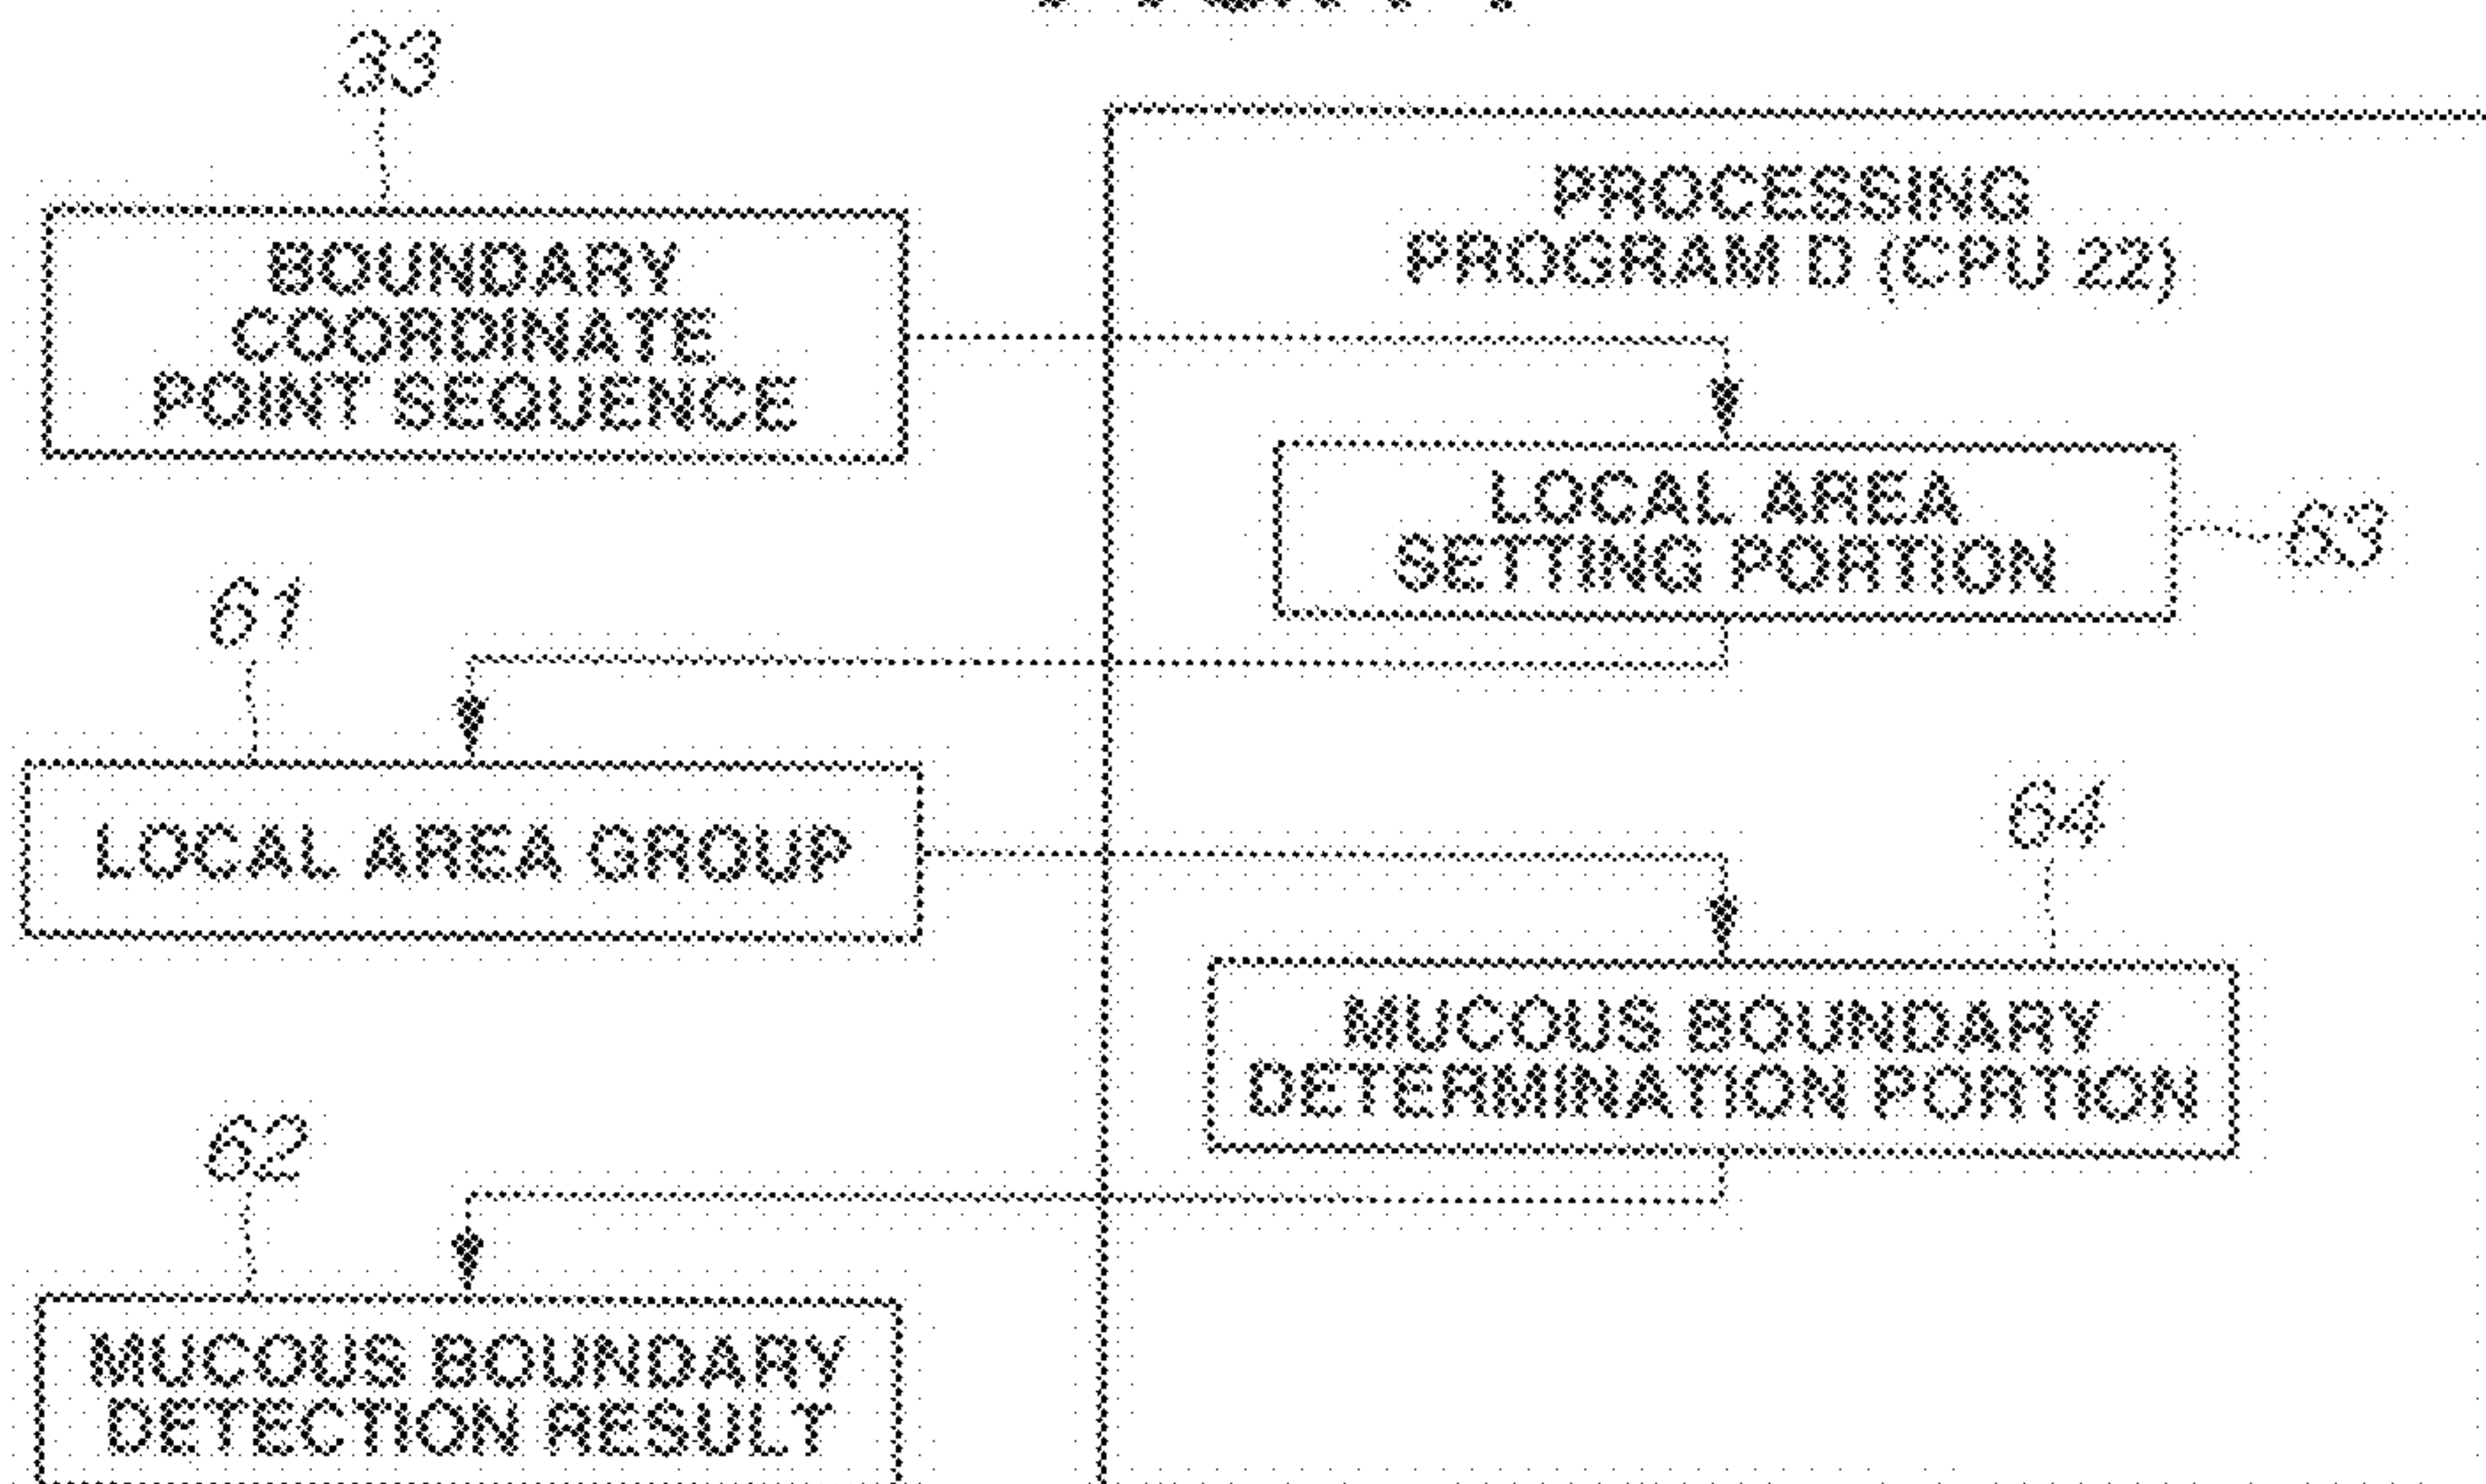 33
BOUNDARY
COORDINATE
POINT SEQUENCE
PROCESSING
PROGRAM D (CPU 22)
LOCAL AREA
SETTING PORTION
63
61
LOCAL AREA GROUP
64
MUCOUS BOUNDARY
DETERMINATION PORTION
62
MUCOUS BOUNDARY
DETECTION RESULT